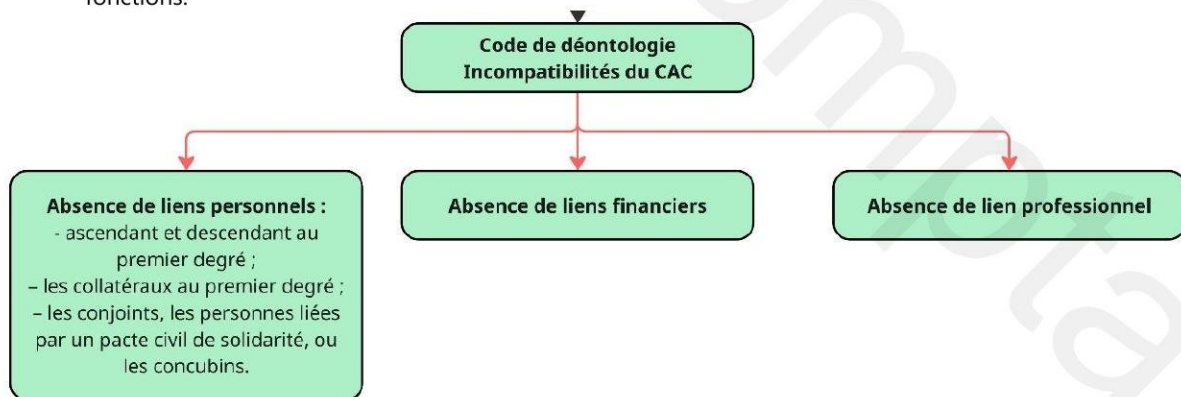 fonctions.
Code de déontologie
Incompatibilités du CAC
Absence de liens personnels :
- ascendant et descendant au
premier degré ;
– les collatéraux au premier degré ;
– les conjoints, les personnes liées
par un pacte civil de solidarité, ou
les concubins.
Absence de liens financiers
Absence de lien professionnel